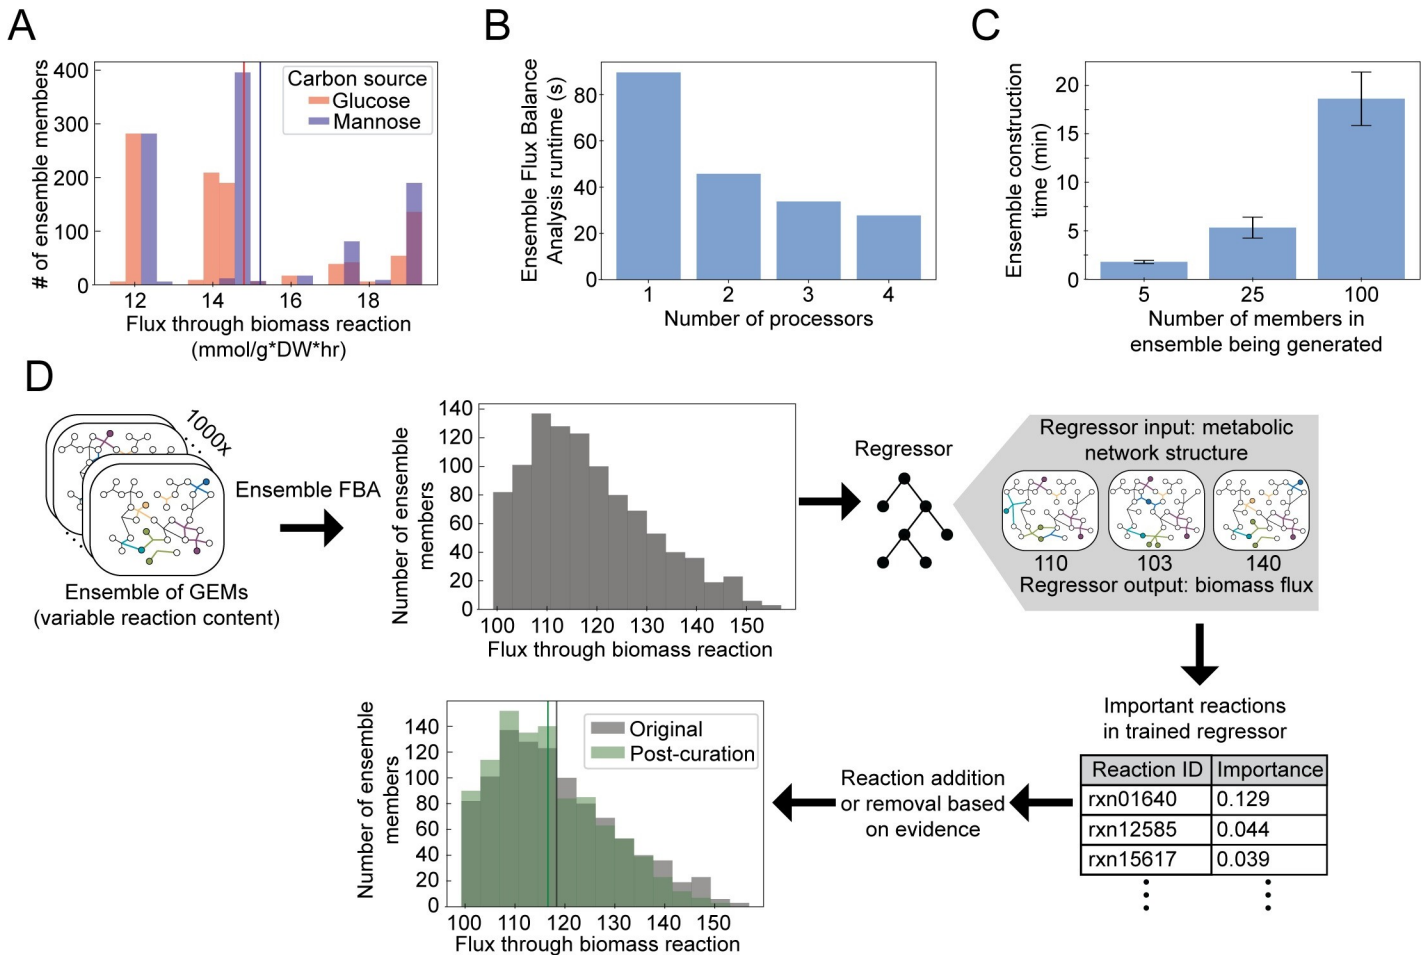 A
# of ensemble members
400
300
200
100
0
Carbon source
Glucose
Mannose
12 14 16 18
Flux through biomass reaction
(mmol/g*DW*hr)
B
Ensemble Flux Balance
Analysis runtime (s)
80
60
40
20
0
1 2 3 4
Number of processors
C
Ensemble construction
time (min)
20
15
10
5
0
5 25 100
Number of members in
ensemble being generated
D
1000x
Ensemble of GEMs
(variable reaction content)
Ensemble FBA
Number of ensemble
members
140
120
100
80
60
40
20
0
100 110 120 130 140 150
Flux through biomass reaction
Regressor
Regressor input: metabolic
network structure
110 103 140
Regressor output: biomass flux
Important reactions
in trained regressor
Reaction ID Importance
rxn01640 0.129
rxn12585 0.044
rxn15617 0.039
Reaction addition
or removal based
on evidence
Number of ensemble
members
140
120
100
80
60
40
20
0
Original
Post-curation
100 110 120 130 140 150
Flux through biomass reaction